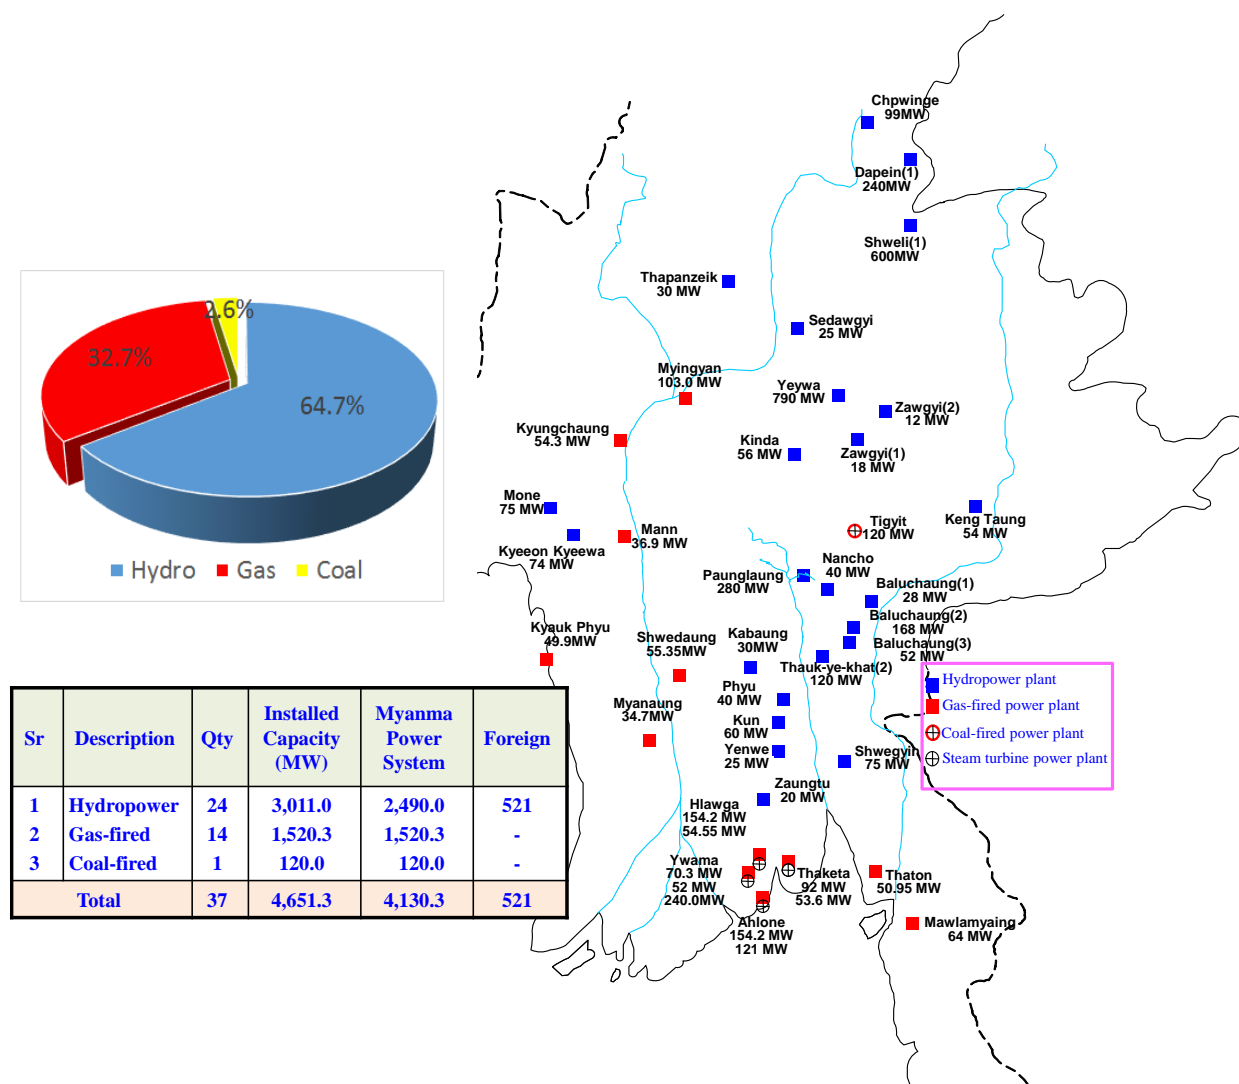 Chpwinge
99MW
Dapein(1)
240MW
Shweli(1)
600MW
Thapanzeik
30 MW
Sedawgyi
25 MW
Myingyan
103.0 MW
Yeywa
790 MW
Zawgyi(2)
12 MW
Kyungchaung
54.3 MW
Kinda
56 MW
Zawgyi(1)
18 MW
Mone
75 MW
Kyeeon Kyeewa
74 MW
Mann
36.9 MW
Tigyit
120 MW
Keng Taung
54 MW
Nancho
40 MW
Paunglaung
280 MW
Baluchaung(1)
28 MW
Baluchaung(2)
168 MW
Baluchaung(3)
52 MW
Kyauk Phyu
49.9MW
Shwedaung
55.35MW
Kabaung
30MW
Thauk-ye-khat(2)
120 MW
Phyu
40 MW
Myanaung
34.7MW
Kun
60 MW
Yenwe
25 MW
Shwegyin
75 MW
Zaungtu
20 MW
Hlawga
154.2 MW
54.55 MW
Ywama
70.3 MW
52 MW
240.0MW
Thaketa
92 MW
53.6 MW
Thaton
50.95 MW
Ahlone
154.2 MW
121 MW
Mawlamyaing
64 MW
2.6%
32.7%
64.7%
Hydro Gas Coal
Hydropower plant
Gas-fired power plant
Coal-fired power plant
Steam turbine power plant
Sr Description Qty Installed Capacity (MW) Myanma Power System Foreign
1 Hydropower 24 3,011.0 2,490.0 521
2 Gas-fired 14 1,520.3 1,520.3 -
3 Coal-fired 1 120.0 120.0 -
Total 37 4,651.3 4,130.3 521